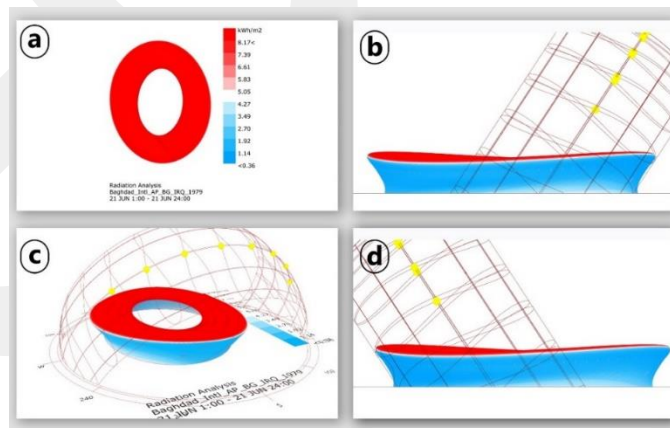 a
kWh/m2
8.17<
7.39
6.61
5.83
5.05
4.27
3.49
2.70
1.92
1.14
<0.36
Radiation Analysis
Baghdad_Intl_AP_BG_IRQ_1979
21 JUN 1:00 - 21 JUN 24:00
b
c
240
S
Radiation Analysis
Baghdad_Intl_AP_BG_IRQ_1979
21 JUN 1:00 - 21 JUN 24:00
d